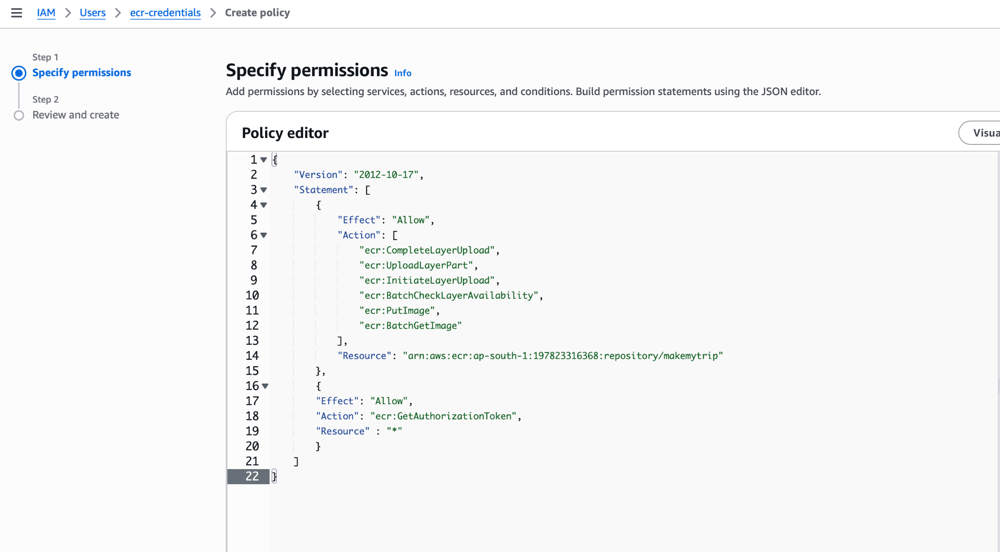 IAM > Users > ecr-credentials > Create policy
Step 1
Specify permissions
Step 2
Review and create
Specify permissions Info
Add permissions by selecting services, actions, resources, and conditions. Build permission statements using the JSON editor.
Policy editor
Visua
1 {
2 "Version": "2012-10-17",
3 "Statement": [
4 {
5 "Effect": "Allow",
6 "Action": [
7 "ecr:CompleteLayerUpload",
8 "ecr:UploadLayerPart",
9 "ecr:InitiateLayerUpload",
10 "ecr:BatchCheckLayerAvailability",
11 "ecr:PutImage",
12 "ecr:BatchGetImage"
13 ],
14 "Resource": "arn:aws:ecr:ap-south-1:197823316368:repository/makemytrip"
15 },
16 {
17 "Effect": "Allow",
18 "Action": "ecr:GetAuthorizationToken",
19 "Resource" : "*"
20 }
21 ]
22 }